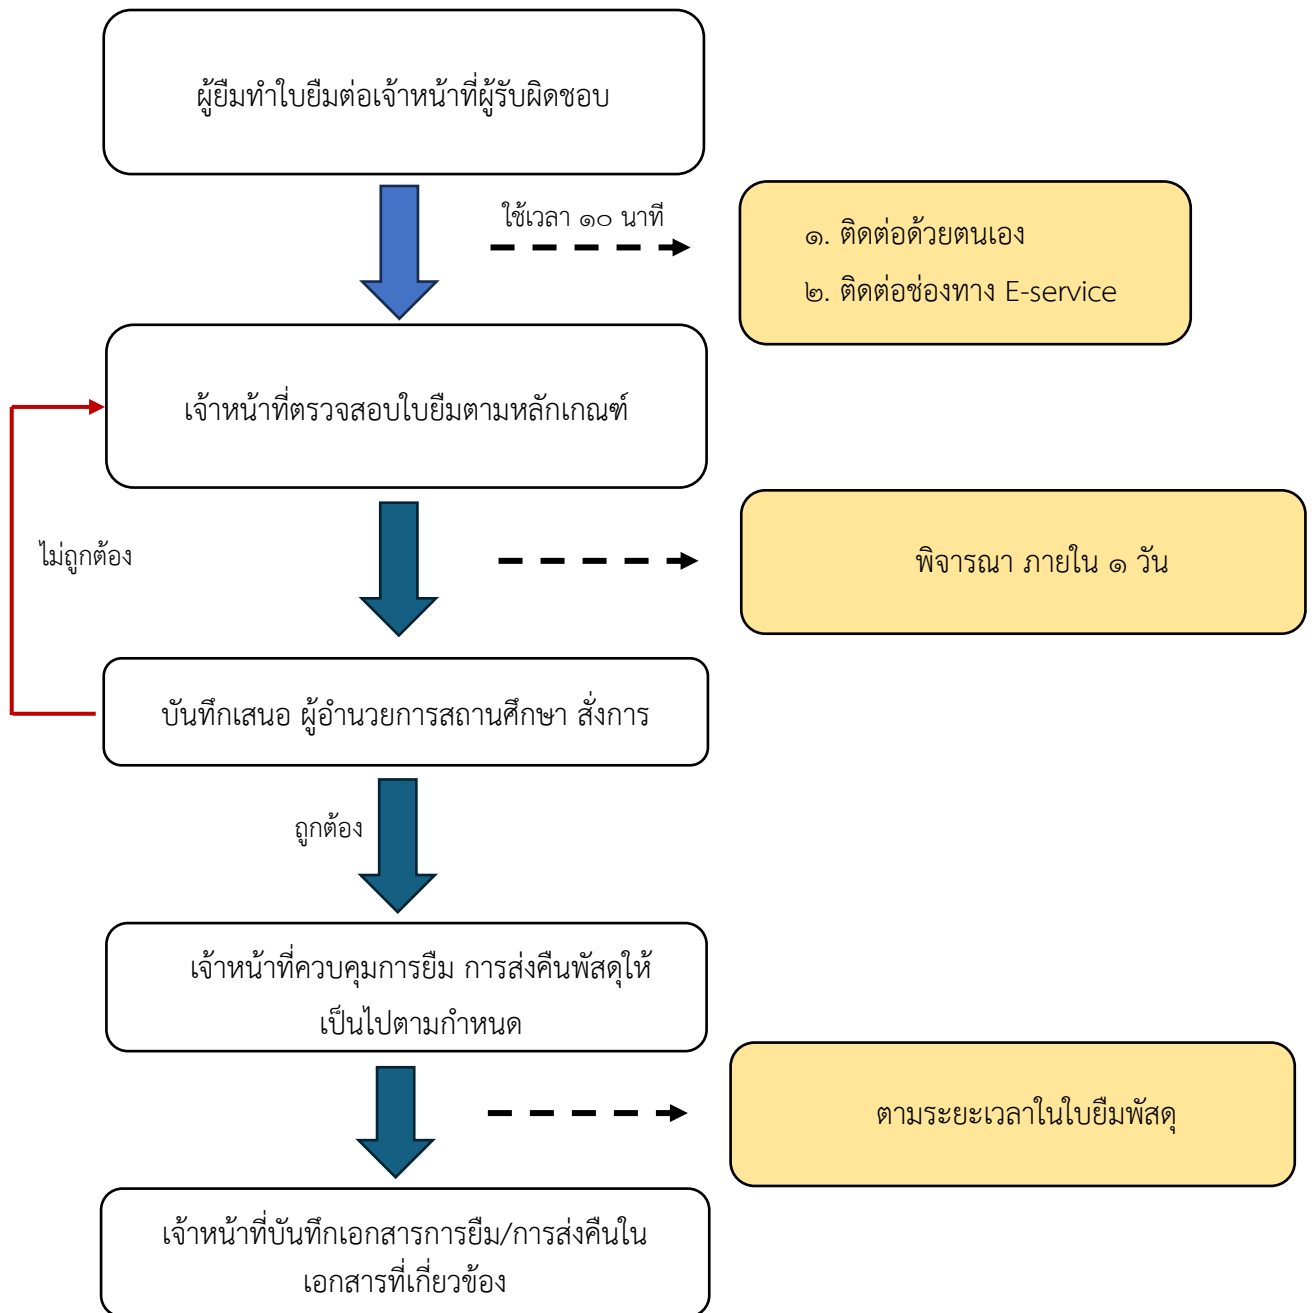 ผู้ยืมทำใบยืมต่อเจ้าหน้าที่ผู้รับผิดชอบ
ใช้เวลา ๑๐ นาที
๑. ติดต่อด้วยตนเอง
๒. ติดต่อช่องทาง E-service
เจ้าหน้าที่ตรวจสอบใบยืมตามหลักเกณฑ์
ไม่ถูกต้อง
พิจารณา ภายใน ๑ วัน
บันทึกเสนอ ผู้อำนวยการสถานศึกษา สั่งการ
ถูกต้อง
เจ้าหน้าที่ควบคุมการยืม การส่งคืนพัสดุให้
เป็นไปตามกำหนด
ตามระยะเวลาในใบยืมพัสดุ
เจ้าหน้าที่บันทึกเอกสารการยืม/การส่งคืนใน
เอกสารที่เกี่ยวข้อง